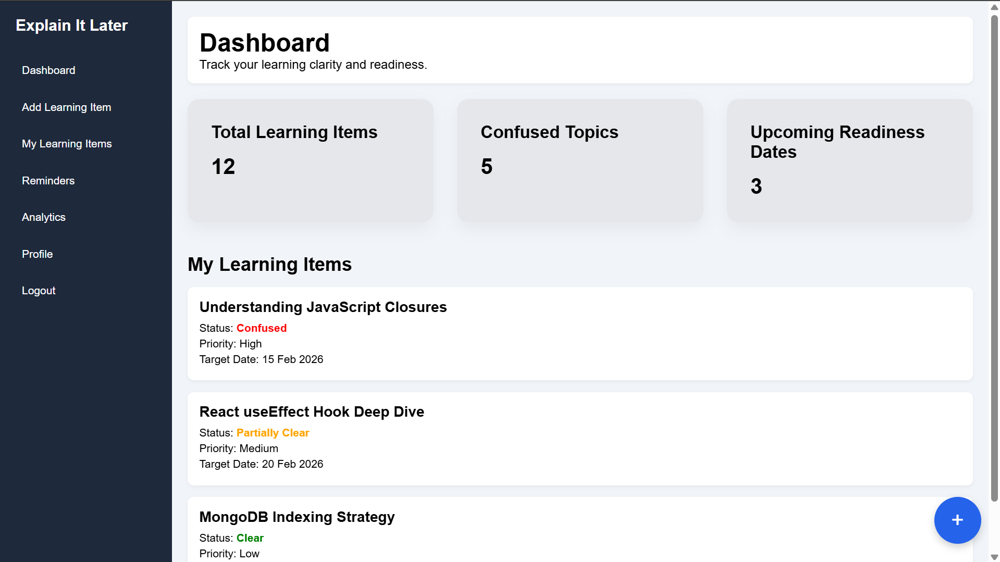 Explain It Later
Dashboard
Add Learning Item
My Learning Items
Reminders
Analytics
Profile
Logout
Dashboard
Track your learning clarity and readiness.
Total Learning Items
12
Confused Topics
5
Upcoming Readiness
Dates
3
My Learning Items
Understanding JavaScript Closures
Status: Confused
Priority: High
Target Date: 15 Feb 2026
React useEffect Hook Deep Dive
Status: Partially Clear
Priority: Medium
Target Date: 20 Feb 2026
MongoDB Indexing Strategy
Status: Clear
Priority: Low
+